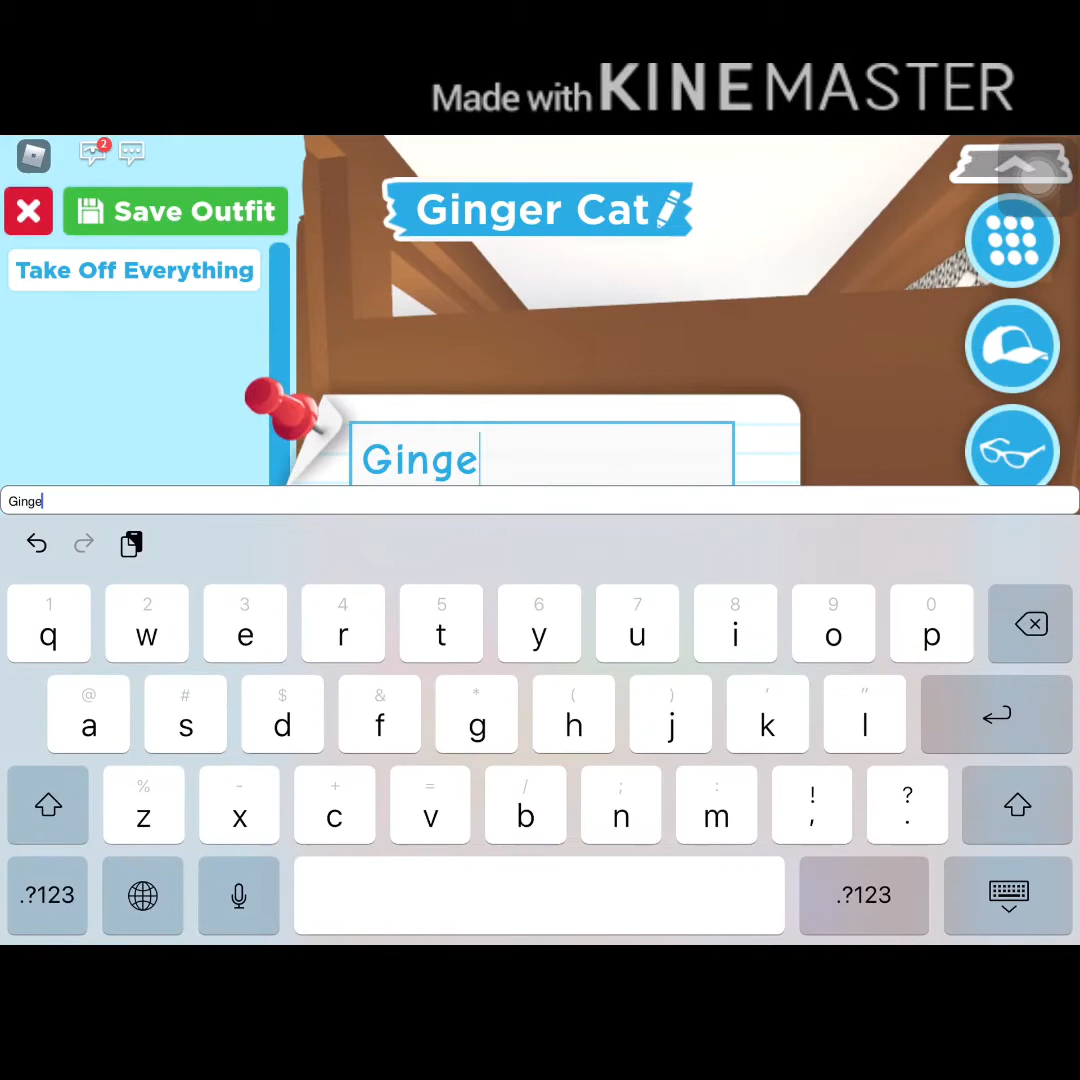 Made with KINEMASTER
2
Save Outfit
Ginger Cat
Take Off Everything
Ginge
Ginge
1 2 3 4 5 6 7 8 9 0
q w e r t y u i o p
@ # $ & * ( ) ' "
a s d f g h j k l
% - + = / ; : ! ?
z x c v b n m , .
.?123 .?123